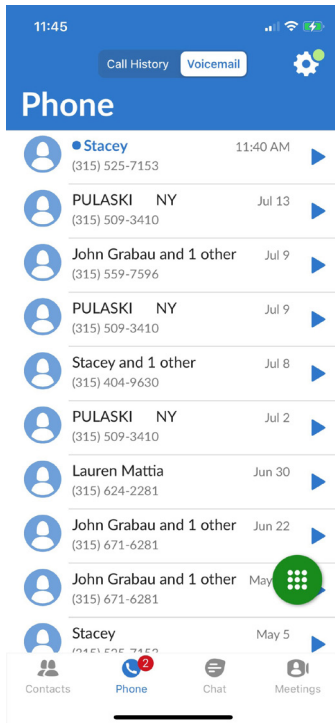 11:45
Call History Voicemail
Phone
Stacey 11:40 AM
(315) 525-7153
PULASKI NY Jul 13
(315) 509-3410
John Grabau and 1 other Jul 9
(315) 559-7596
PULASKI NY Jul 9
(315) 509-3410
Stacey and 1 other Jul 8
(315) 404-9630
PULASKI NY Jul 2
(315) 509-3410
Lauren Mattia Jun 30
(315) 624-2281
John Grabau and 1 other Jun 22
(315) 671-6281
John Grabau and 1 other May
(315) 671-6281
Stacey May 5
(315) 525-7153
2
Contacts Phone Chat Meetings